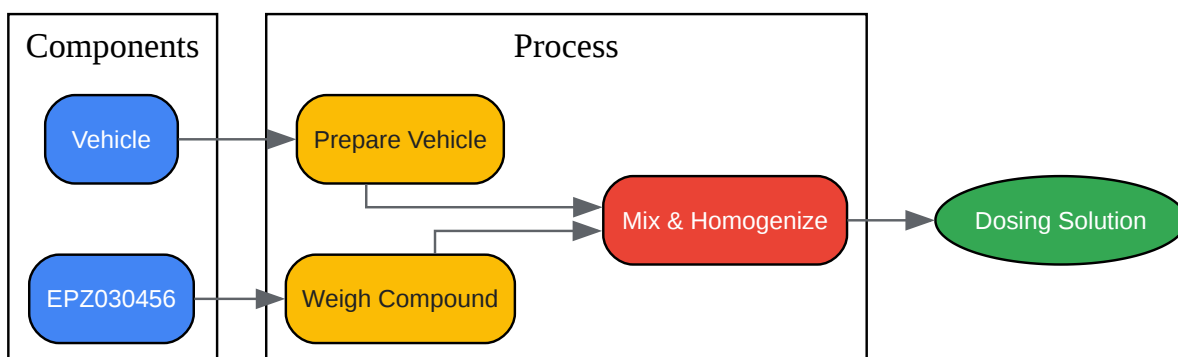 Components
Process
Vehicle
Prepare Vehicle
Mix & Homogenize
Dosing Solution
EPZ030456
Weigh Compound